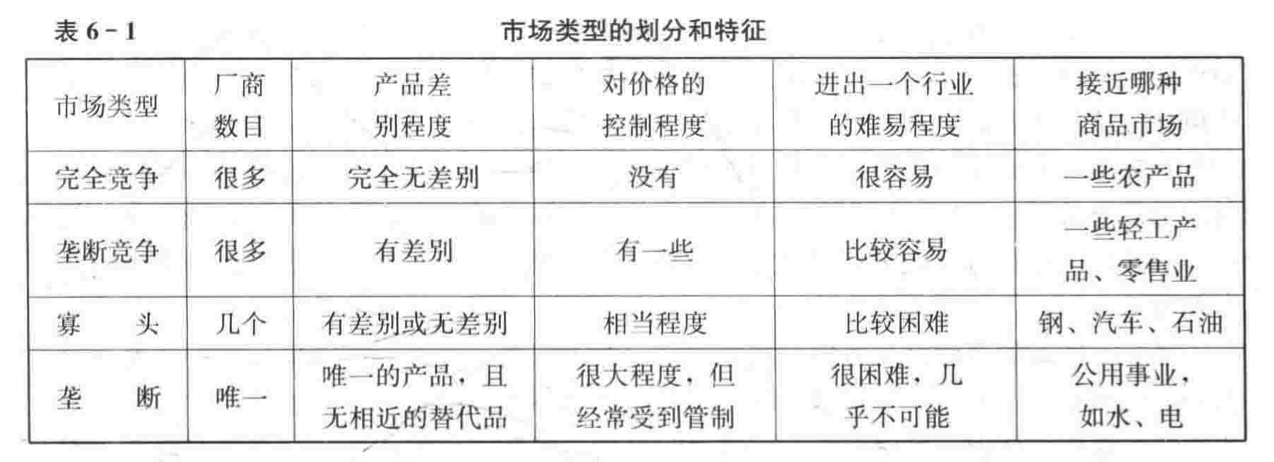 表 6-1 市场类型的划分和特征
市场类型 厂商数目 产品差别程度 对价格的控制程度 进出一个行业的难易程度 接近哪种商品市场
完全竞争 很多 完全无差别 没有 很容易 一些农产品
垄断竞争 很多 有差别 有一些 比较容易 一些轻工产品、零售业
寡 头 几个 有差别或无差别 相当程度 比较困难 钢、汽车、石油
垄 断 唯一 唯一的产品，且无相近的替代品 很大程度，但经常受到管制 很困难，几乎不可能 公用事业，如水、电